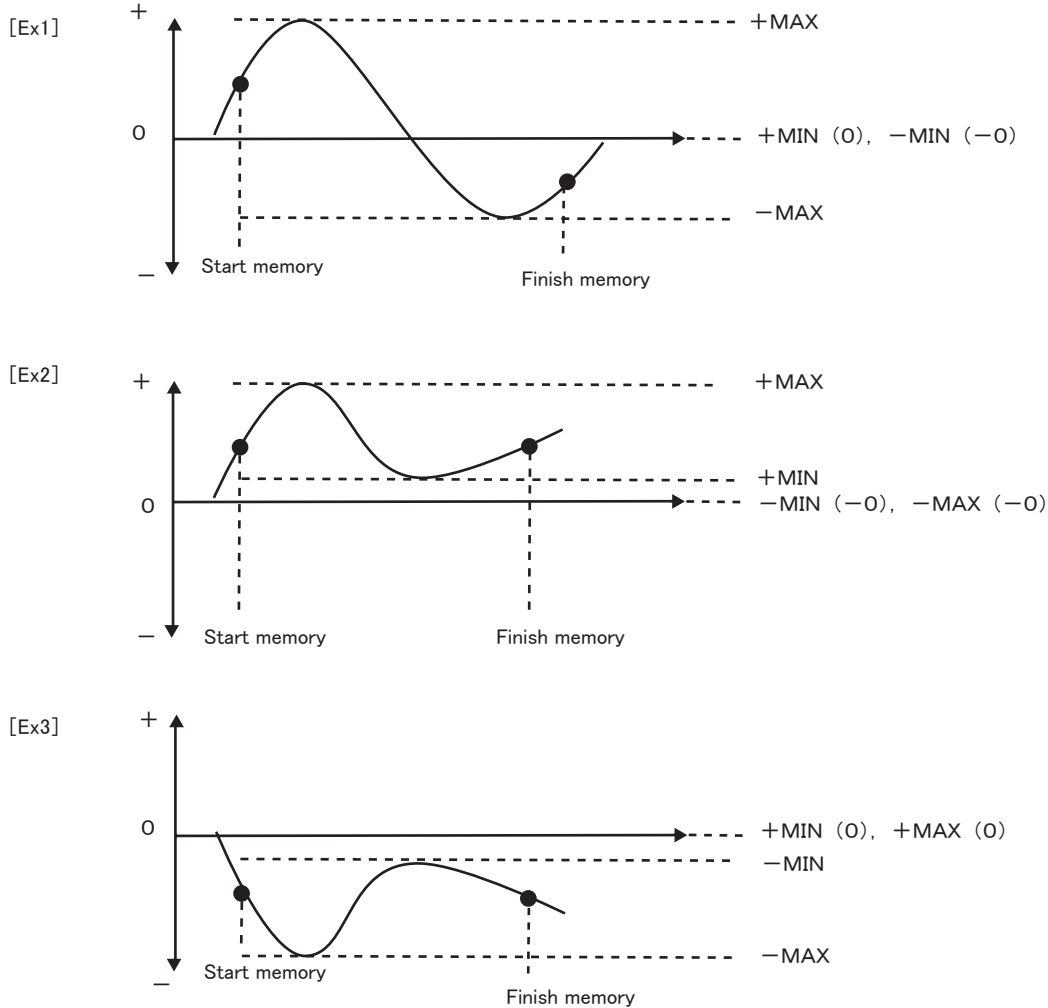 [Ex1]
+
+MAX
0
+MIN (0), −MIN (−0)
−MAX
−
Start memory
Finish memory
[Ex2]
+
+MAX
+MIN
0
−MIN (−0), −MAX (−0)
−
Start memory
Finish memory
[Ex3]
+
0
+MIN (0), +MAX (0)
−MIN
−MAX
−
Start memory
Finish memory